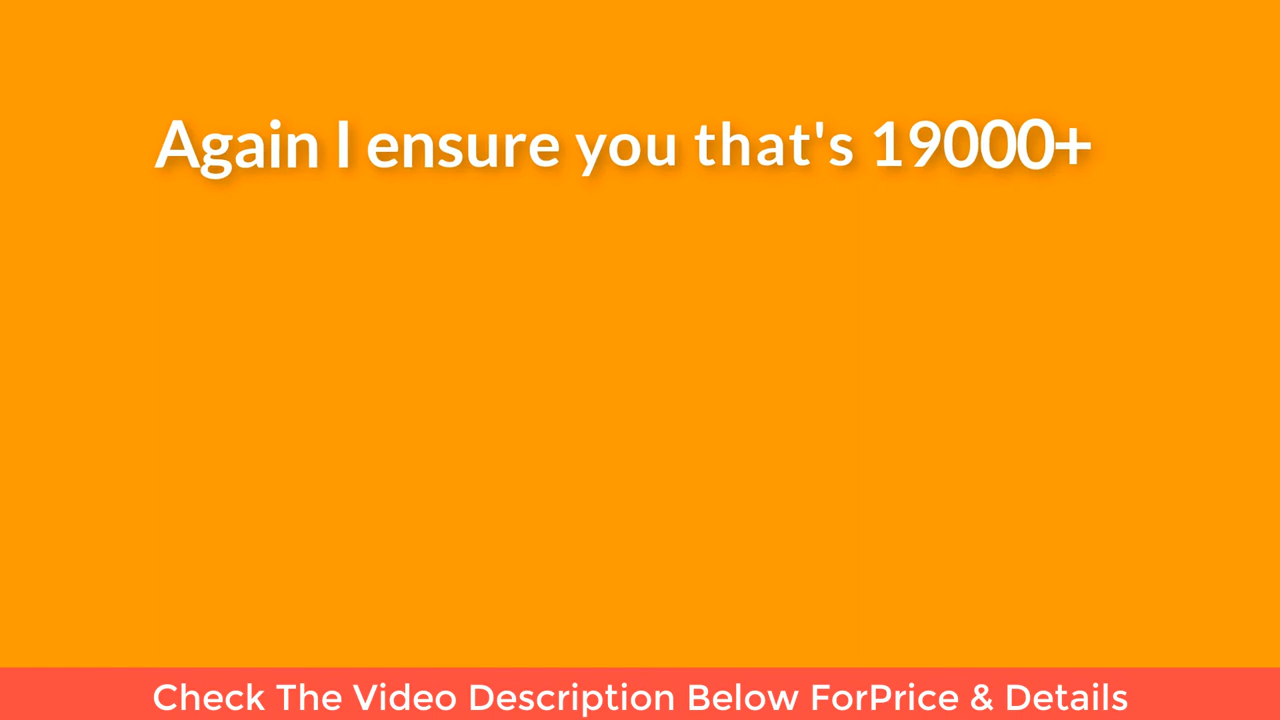 Again I ensure you that's 19000+
Check The Video Description Below ForPrice & Details